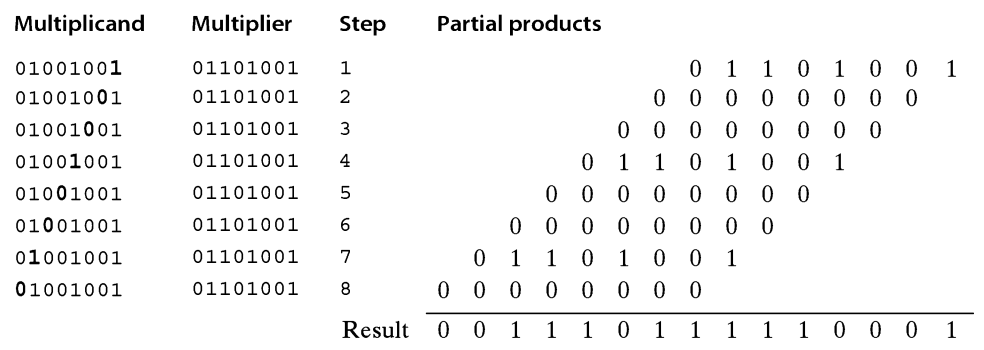 Multiplicand Multiplier Step Partial products
01001001 01101001 1 0 1 1 0 1 0 0 1
01001001 01101001 2 0 0 0 0 0 0 0 0
01001001 01101001 3 0 0 0 0 0 0 0 0
01001001 01101001 4 0 1 1 0 1 0 0 1
01001001 01101001 5 0 0 0 0 0 0 0 0
01001001 01101001 6 0 0 0 0 0 0 0 0
01001001 01101001 7 0 1 1 0 1 0 0 1
01001001 01101001 8 0 0 0 0 0 0 0 0
Result 0 0 1 1 1 0 1 1 1 1 1 0 0 0 1